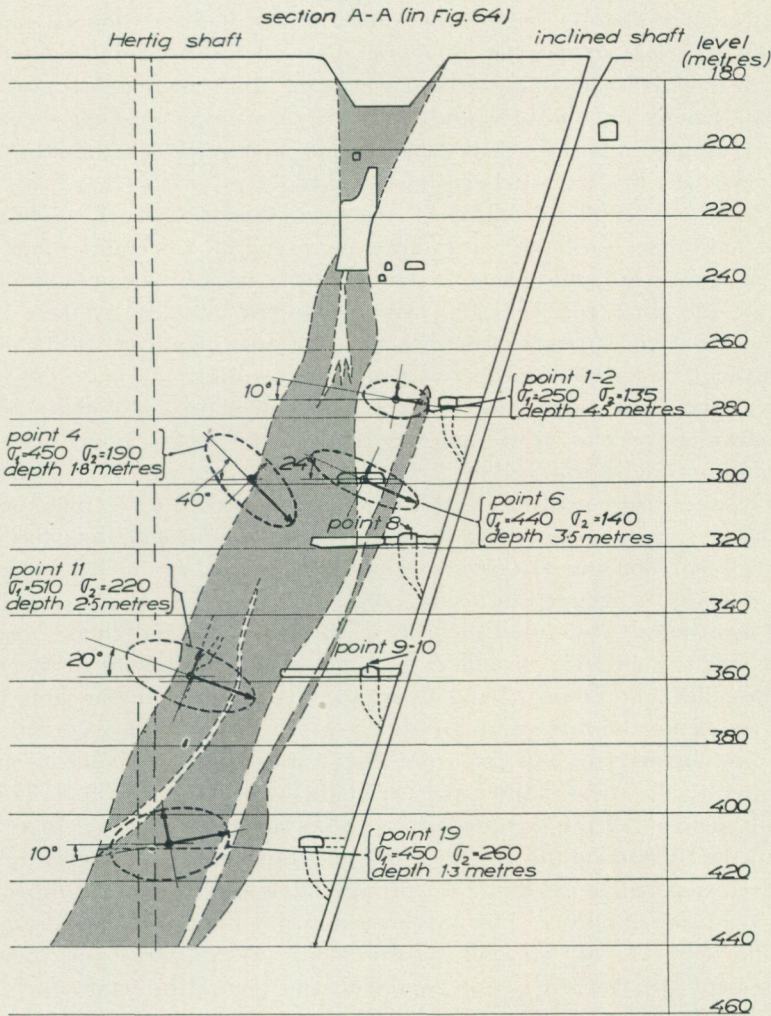 section A-A (in Fig. 64)
Hertig shaft
inclined shaft
level
(metres)
180
200
220
240
260
10°
point 1-2
σ₁=250 σ₂=135
depth 4·5 metres
280
point 4
σ₁=450 σ₂=190
depth 1·8 metres
40°
24°
300
point 6
σ₁=440 σ₂=140
depth 3·5 metres
point 8
320
point 11
σ₁=510 σ₂=220
depth 2·5 metres
340
20°
point 9-10
360
380
400
10°
point 19
σ₁=450 σ₂=260
depth 1·3 metres
420
440
460